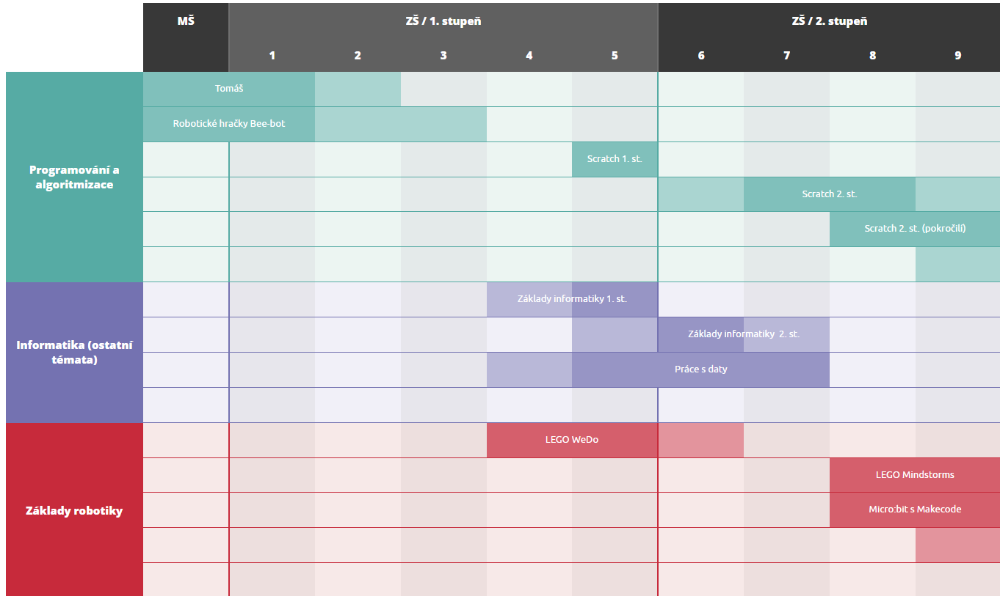 MŠ
ZŠ / 1. stupeň
ZŠ / 2. stupeň
1 2 3 4 5 6 7 8 9
Programování a
algoritmizace
Tomáš
Robotické hračky Bee-bot
Scratch 1. st.
Scratch 2. st.
Scratch 2. st. (pokročilí)
Informatika (ostatní
témata)
Základy informatiky 1. st.
Základy informatiky 2. st.
Práce s daty
Základy robotiky
LEGO WeDo
LEGO Mindstorms
Micro:bit s Makecode